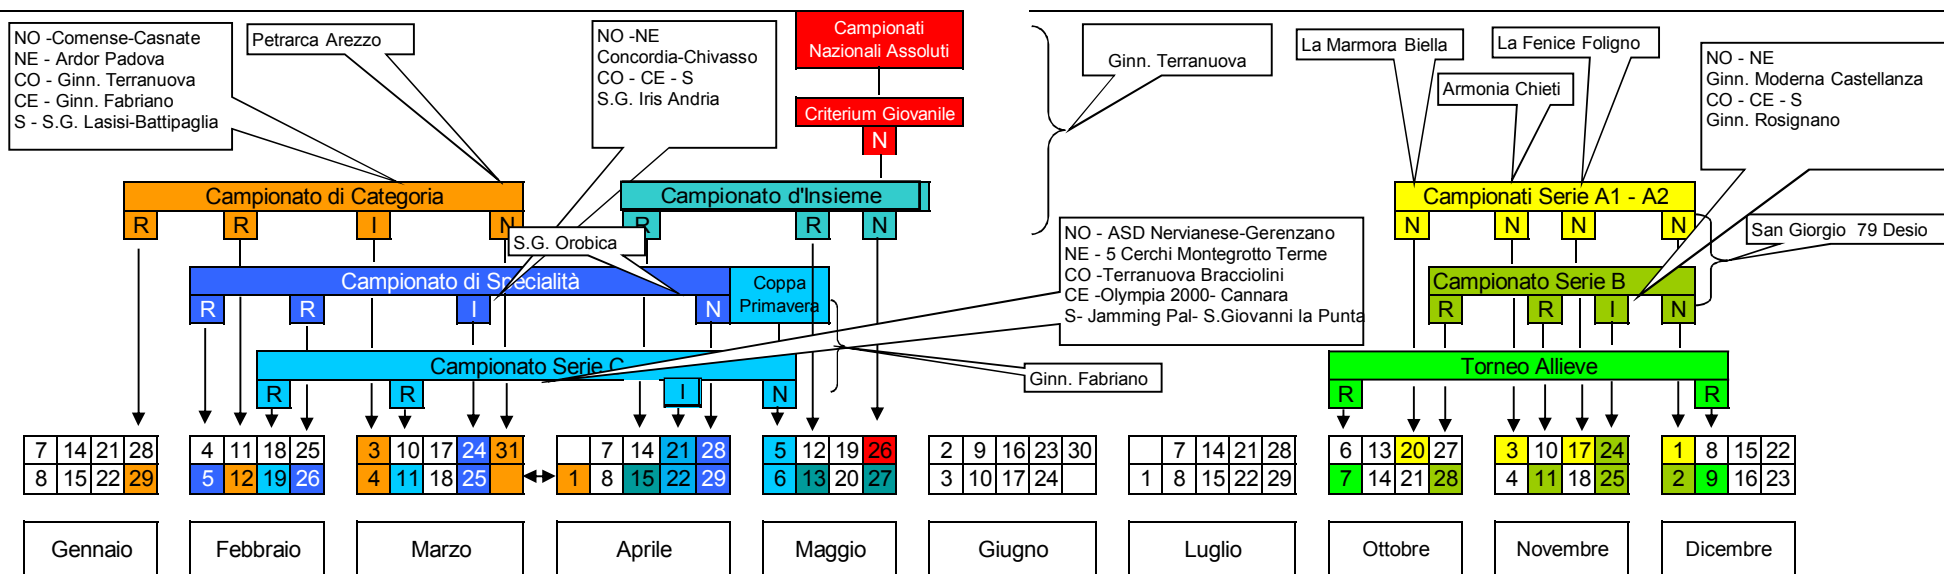 NO -Comense-Casnate
NE - Ardor Padova
CO - Ginn. Terranuova
CE - Ginn. Fabriano
S - S.G. Lasisi-Battipaglia
Petrarca Arezzo
NO -NE
Concordia-Chivasso
CO - CE - S
S.G. Iris Andria
Campionati
Nazionali Assoluti
Criterium Giovanile
N
Ginn. Terranuova
La Marmora Biella
Armonia Chieti
La Fenice Foligno
NO - NE
Ginn. Moderna Castellanza
CO - CE - S
Ginn. Rosignano
Campionato di Categoria
R R I N
Campionato d'Insieme
R R N
Campionati Serie A1 - A2
N N N N
S.G. Orobica
NO - ASD Nervianese-Gerenzano
NE - 5 Cerchi Montegrotto Terme
CO -Terranuova Bracciolini
CE -Olympia 2000- Cannara
S- Jamming Pal- S.Giovanni la Punta
San Giorgio 79 Desio
Campionato di Specialità
R R I N
Coppa
Primavera
Campionato Serie B
R R I N
Campionato Serie C
R R I N
Ginn. Fabriano
Torneo Allieve
R R
7 14 21 28
8 15 22 29
4 11 18 25
5 12 19 26
3 10 17 24 31
4 11 18 25
7 14 21 28
1 8 15 22 29
5 12 19 26
6 13 20 27
2 9 16 23 30
3 10 17 24
7 14 21 28
1 8 15 22 29
6 13 20 27
7 14 21 28
3 10 17 24
4 11 18 25
1 8 15 22
2 9 16 23
Gennaio
Febbraio
Marzo
Aprile
Maggio
Giugno
Luglio
Ottobre
Novembre
Dicembre